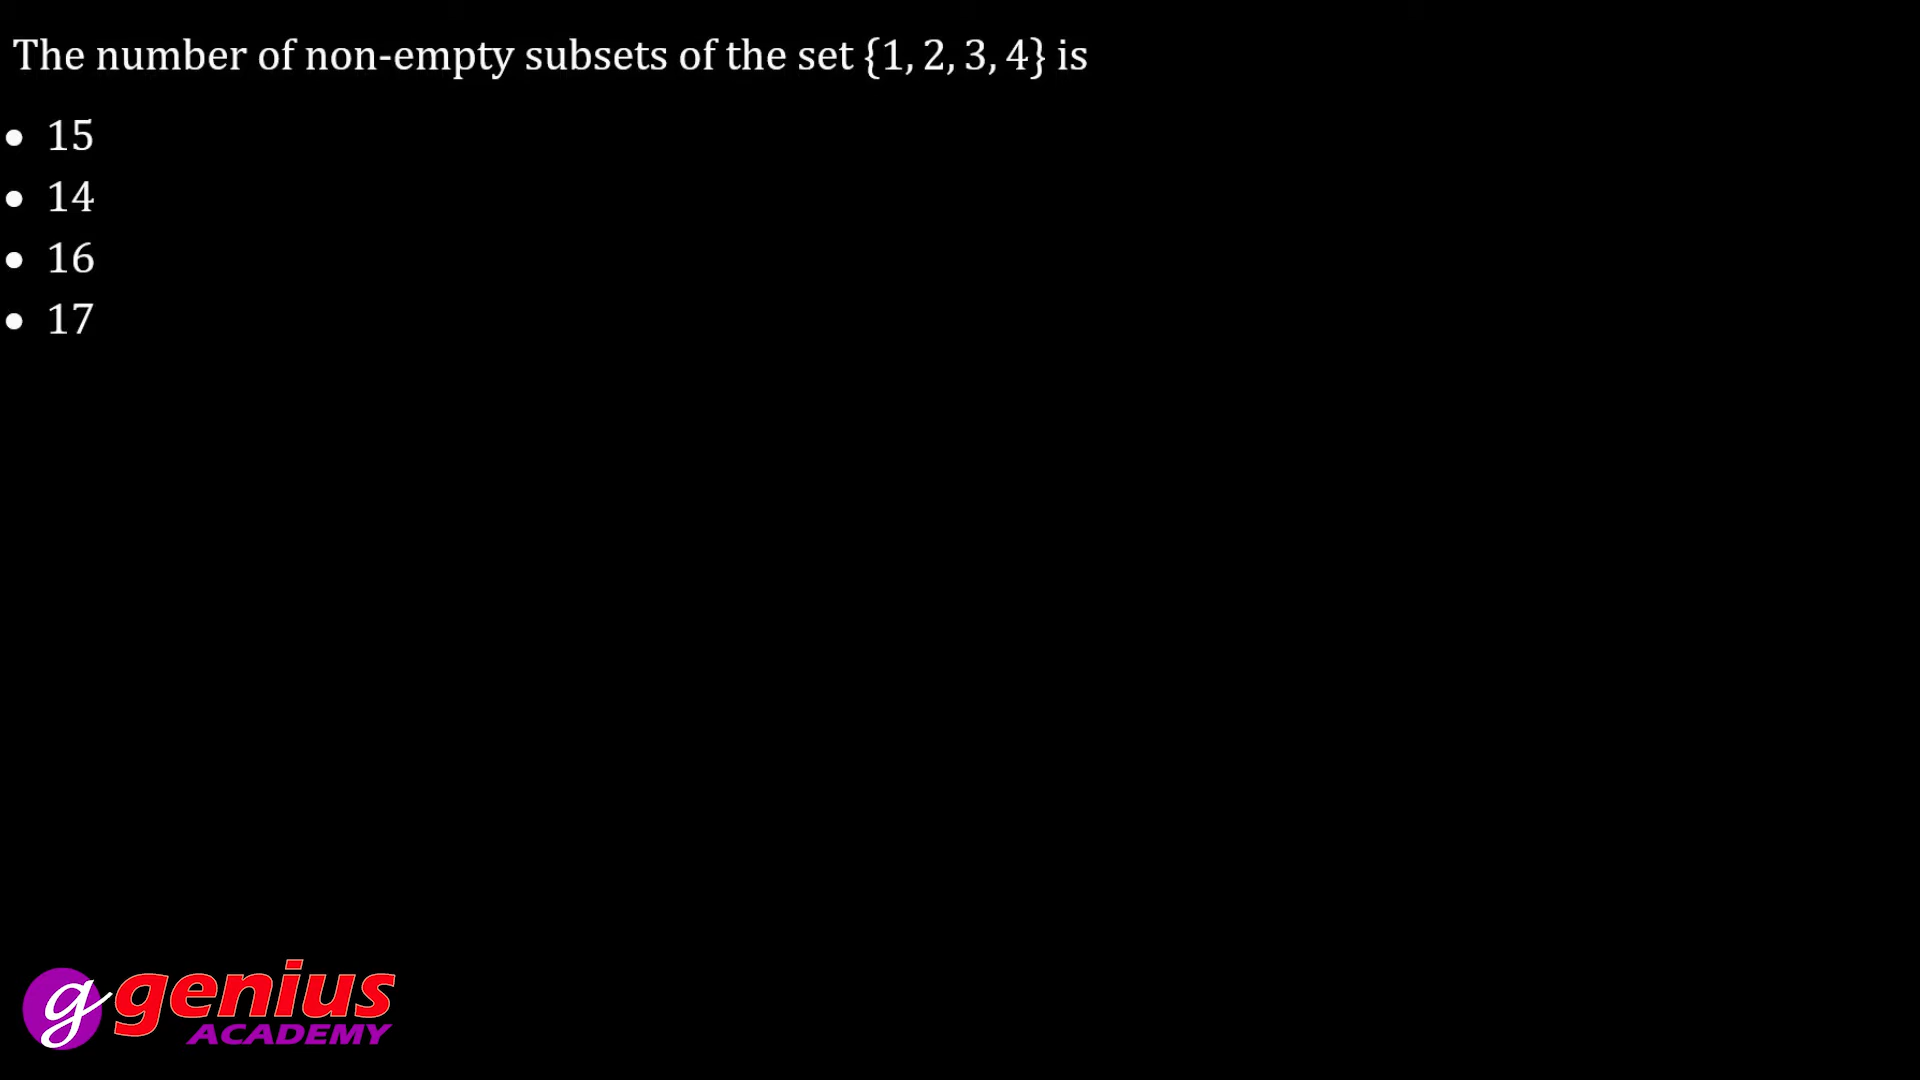 The number of non-empty subsets of the set {1, 2, 3, 4} is
• 15
• 14
• 16
• 17
g genius
ACADEMY